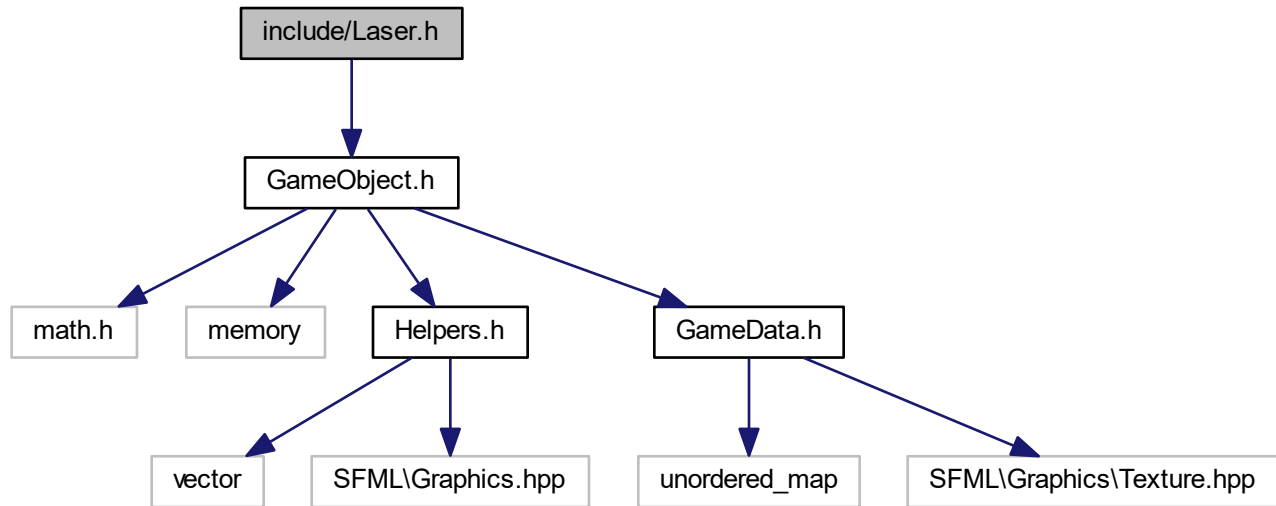 include/Laser.h
GameObject.h
math.h
memory
Helpers.h
GameData.h
vector
SFML\Graphics.hpp
unordered_map
SFML\Graphics\Texture.hpp